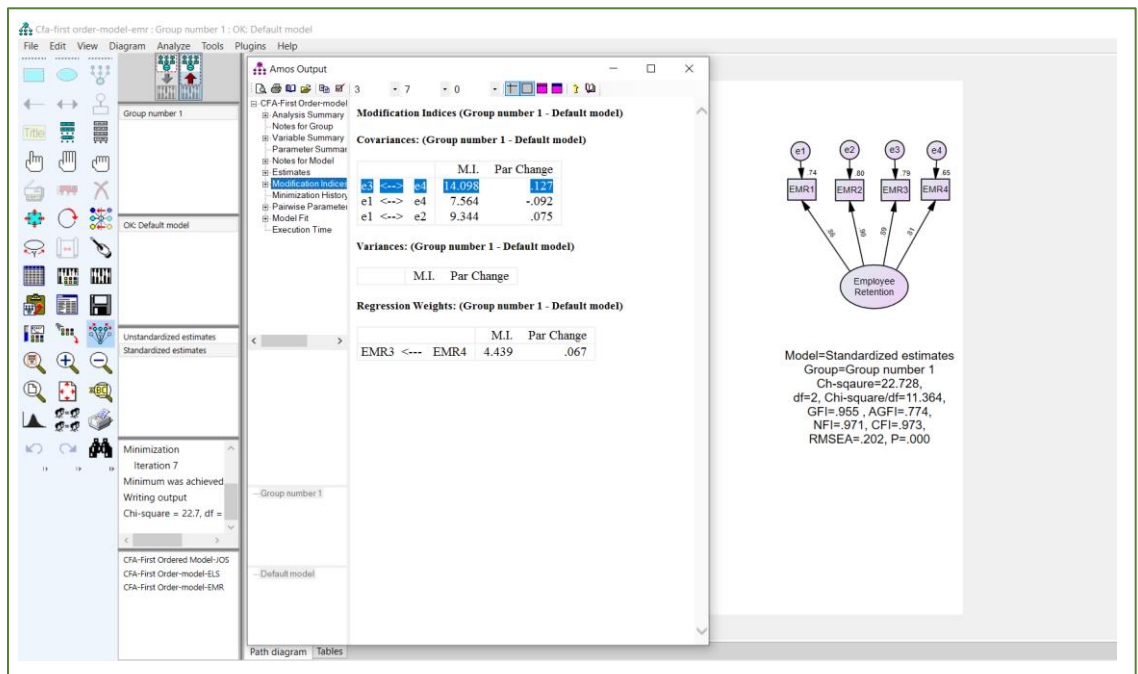 Cfa-first order-model-emr : Group number 1 : OK: Default model
File Edit View Diagram Analyze Tools Plugins Help
Title
Group number 1
OK: Default model
Unstandardized estimates
Standardized estimates
Minimization
Iteration 7
Minimum was achieved
Writing output
Chi-square = 22.7, df =
CFA-First Ordered Model-JOS
CFA-First Order-model-ELS
CFA-First Order-model-EMR
Path diagram Tables
Amos Output
3 7 0
CFA-First Order-model
Analysis Summary
Notes for Group
Variable Summary
Parameter Summar
Notes for Model
Estimates
Modification Indices
Minimization History
Pairwise Parameter
Model Fit
Execution Time
Group number 1
Default model
Modification Indices (Group number 1 - Default model)
Covariances: (Group number 1 - Default model)
M.I. Par Change
e3 <--> e4 14.098 .127
e1 <--> e4 7.564 -.092
e1 <--> e2 9.344 .075
Variances: (Group number 1 - Default model)
M.I. Par Change
Regression Weights: (Group number 1 - Default model)
M.I. Par Change
EMR3 <--- EMR4 4.439 .067
e1 e2 e3 e4
.74 .80 .79 .65
EMR1 EMR2 EMR3 EMR4
Employee
Retention
Model=Standardized estimates
Group=Group number 1
Ch-sqaure=22.728,
df=2, Chi-square/df=11.364,
GFI=.955 , AGFI=.774,
NFI=.971, CFI=.973,
RMSEA=.202, P=.000